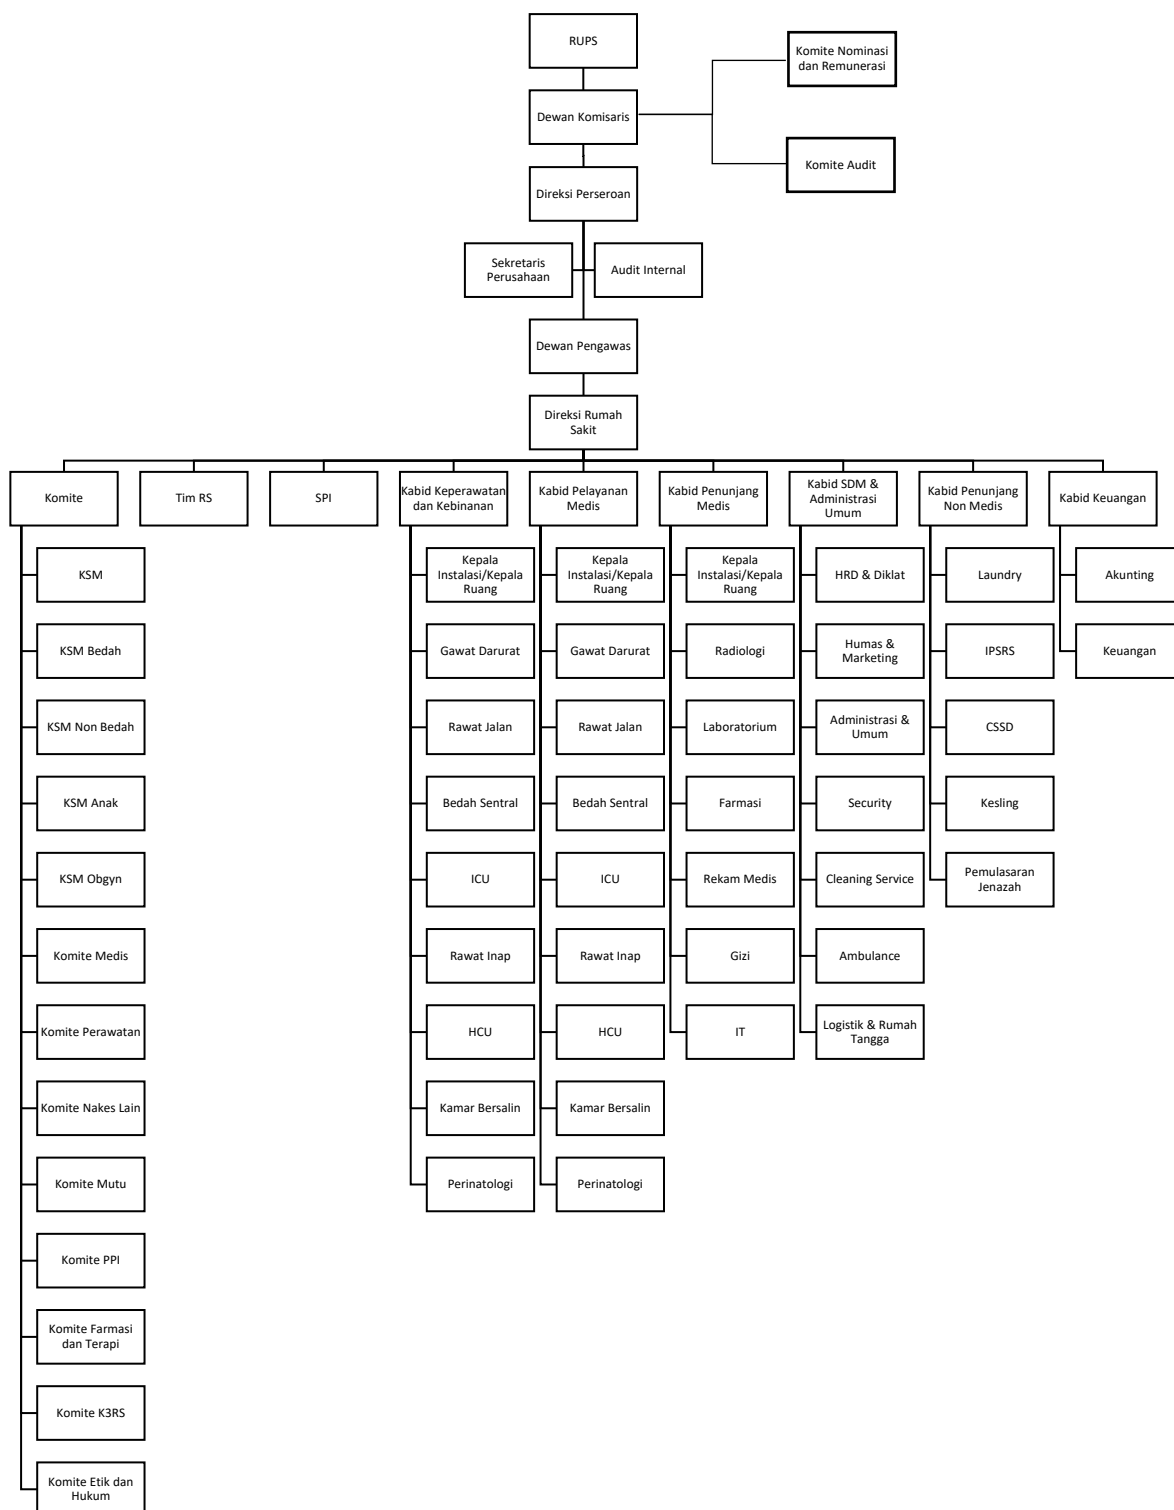 RUPS
Komite Nominasi
dan Remunerasi
Dewan Komisaris
Komite Audit
Direksi Perseroan
Sekretaris
Perusahaan
Audit Internal
Dewan Pengawas
Direksi Rumah
Sakit
Komite
Tim RS
SPI
Kabid Keperawatan
dan Kebinanan
Kabid Pelayanan
Medis
Kabid Penunjang
Medis
Kabid SDM &
Administrasi
Umum
Kabid Penunjang
Non Medis
Kabid Keuangan
KSM
KSM Bedah
KSM Non Bedah
KSM Anak
KSM Obgyn
Komite Medis
Komite Perawatan
Komite Nakes Lain
Komite Mutu
Komite PPI
Komite Farmasi
dan Terapi
Komite K3RS
Komite Etik dan
Hukum
Kepala
Instalasi/Kepala
Ruang
Gawat Darurat
Rawat Jalan
Bedah Sentral
ICU
Rawat Inap
HCU
Kamar Bersalin
Perinatologi
Kepala
Instalasi/Kepala
Ruang
Gawat Darurat
Rawat Jalan
Bedah Sentral
ICU
Rawat Inap
HCU
Kamar Bersalin
Perinatologi
Kepala
Instalasi/Kepala
Ruang
Radiologi
Laboratorium
Farmasi
Rekam Medis
Gizi
IT
HRD & Diklat
Humas &
Marketing
Administrasi &
Umum
Security
Cleaning Service
Ambulance
Logistik & Rumah
Tangga
Laundry
IPSRS
CSSD
Kesling
Pemulasaran
Jenazah
Akunting
Keuangan